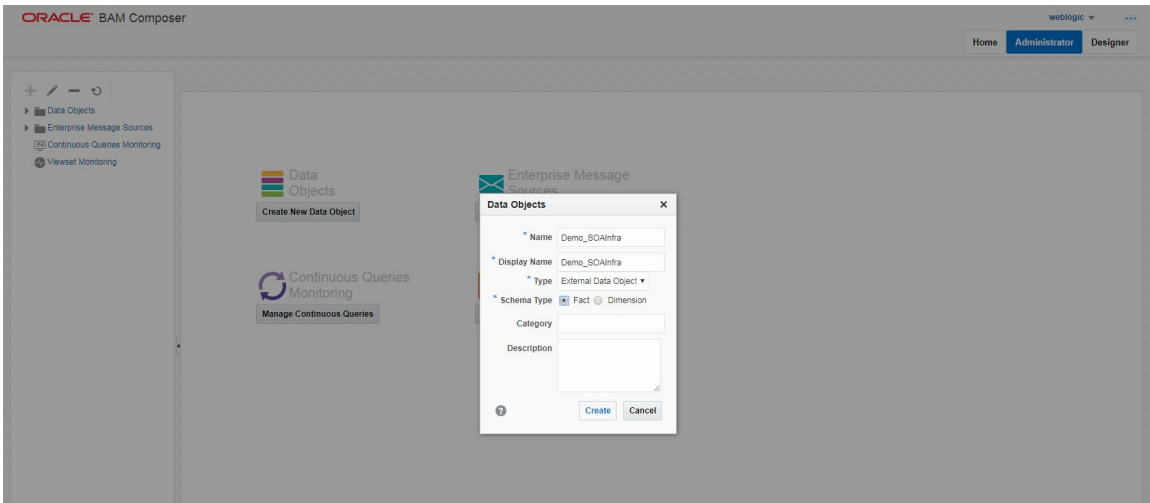 ORACLE® BAM Composer
weblogic
Home Administrator Designer
Data Objects
Enterprise Message Sources
Continuous Queries Monitoring
Viewset Monitoring
Data
Objects
Create New Data Object
Enterprise Message
Sources
Continuous Queries
Monitoring
Manage Continuous Queries
Data Objects
* Name Demo_SOAInfra
* Display Name Demo_SOAInfra
* Type External Data Object
* Schema Type Fact Dimension
Category
Description
Create Cancel